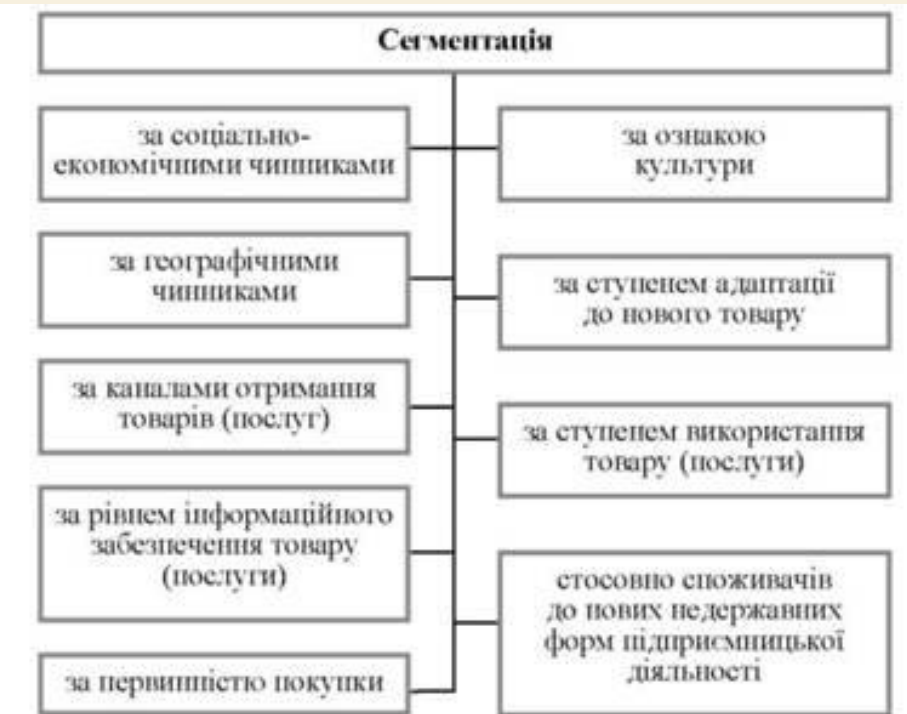 Сегментація
за соціально-
економічними чинниками
за ознакою
культури
за географічними
чинниками
за ступенем адаптації
до нового товару
за каналами отримання
товарів (послуг)
за ступенем використання
товару (послуги)
за рівнем інформаційного
забезпечення товару
(послуги)
стосовно споживачів
до нових недержавних
форм підприємницької
діяльності
за первинністю покупки